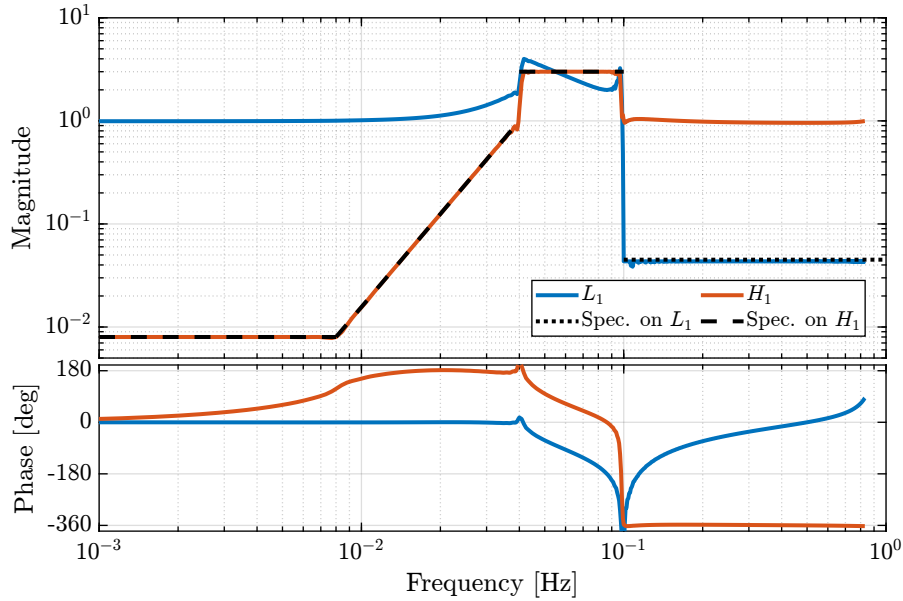 10^1
10^0
10^-1
10^-2
Magnitude
L_1 H_1
Spec. on L_1 Spec. on H_1
180
0
-180
-360
Phase [deg]
10^-3 10^-2 10^-1 10^0
Frequency [Hz]